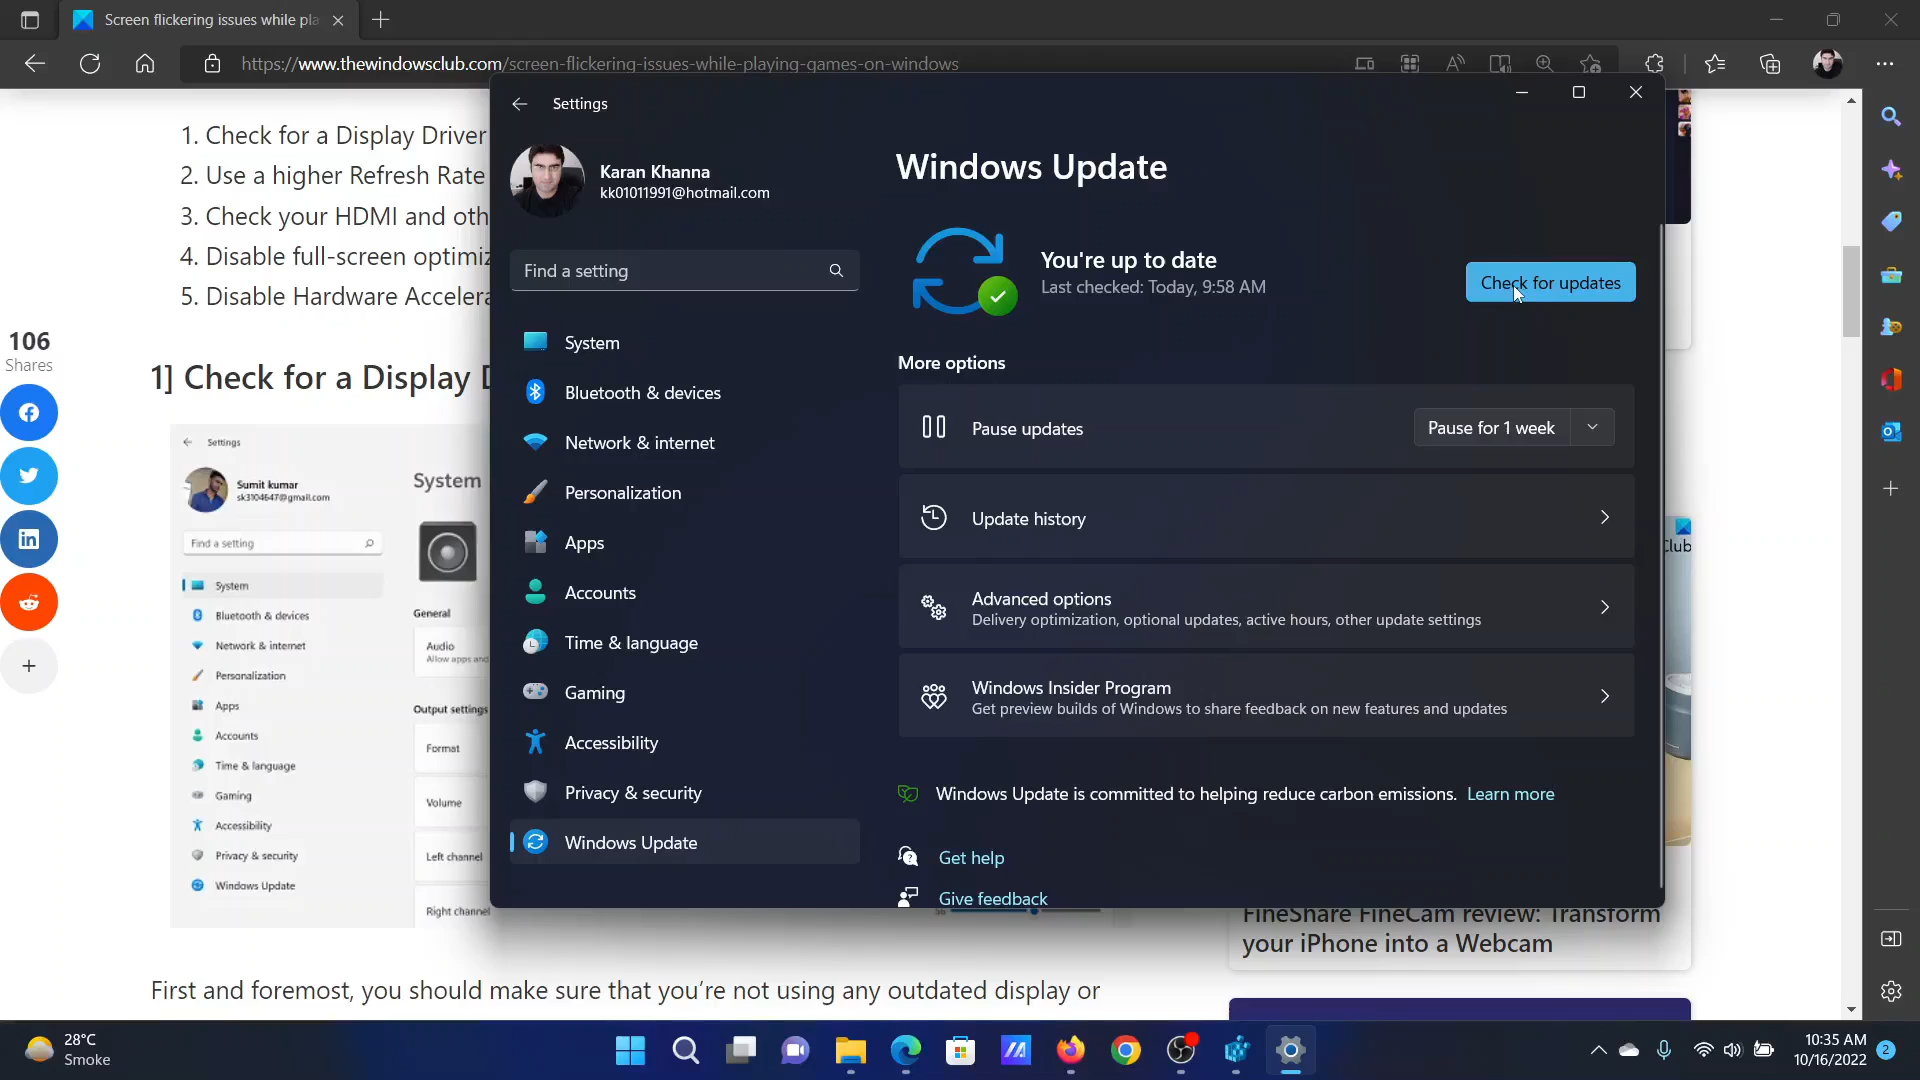 Screen flickering issues while pla
https://www.thewindowsclub.com/screen-flickering-issues-while-playing-games-on-windows
1. Check for a Display Driver
2. Use a higher Refresh Rate
3. Check your HDMI and oth
4. Disable full-screen optimiz
5. Disable Hardware Accelera
106
Shares
1] Check for a Display D
Settings
Sumit kumar
sk3104647@gmail.com
Find a setting
System
Bluetooth & devices
Network & internet
Personalization
Apps
Accounts
Time & language
Gaming
Accessibility
Privacy & security
Windows Update
System
General
Audio
Allow apps and
Output settings
Format
Volume
Left channel
Right channel
First and foremost, you should make sure that you're not using any outdated display or
Settings
Karan Khanna
kk01011991@hotmail.com
Find a setting
System
Bluetooth & devices
Network & internet
Personalization
Apps
Accounts
Time & language
Gaming
Accessibility
Privacy & security
Windows Update
Windows Update
You're up to date
Last checked: Today, 9:58 AM
Check for updates
More options
Pause updates
Pause for 1 week
Update history
Advanced options
Delivery optimization, optional updates, active hours, other update settings
Windows Insider Program
Get preview builds of Windows to share feedback on new features and updates
Windows Update is committed to helping reduce carbon emissions. Learn more
Get help
Give feedback
Club
FineShare FineCam review: Transform
your iPhone into a Webcam
28°C
Smoke
10:35 AM
10/16/2022
2